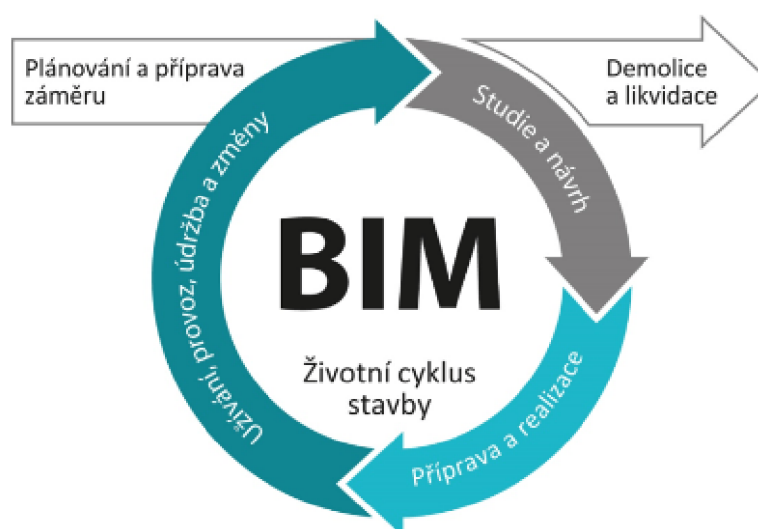 Plánování a příprava
záměru
Demolice
a likvidace
Studie a návrh
Příprava a realizace
Užívání, provoz, údržba a změny
BIM
Životní cyklus
stavby